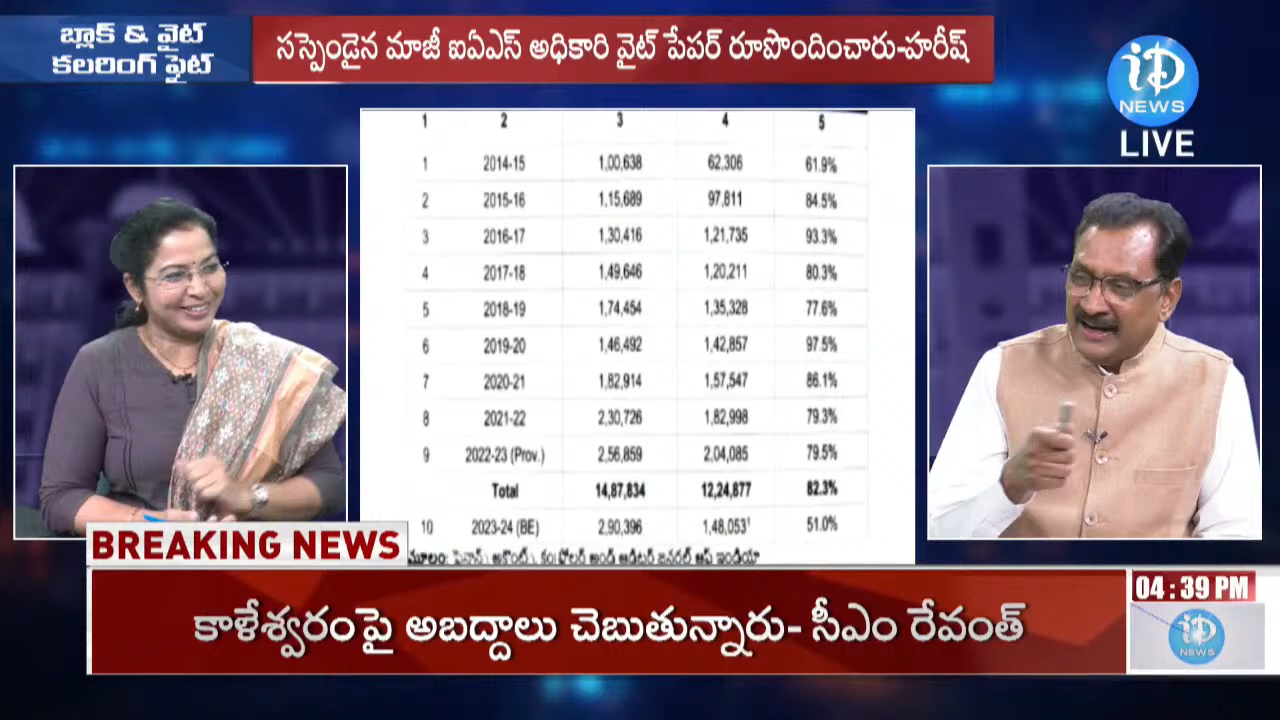 బ్లాక్ & వైట్
కలరింగ్ ఫైట్
సస్పెండైన మాజీ ఐఏఎస్ అధికారి వైట్ పేపర్ రూపొందించారు-హరీష్
iD
NEWS
LIVE
1 2 3 4 5
1 2014-15 1,00,638 62,306 61.9%
2 2015-16 1,15,689 97,811 84.5%
3 2016-17 1,30,416 1,21,735 93.3%
4 2017-18 1,49,646 1,20,211 80.3%
5 2018-19 1,74,454 1,35,328 77.6%
6 2019-20 1,46,492 1,42,857 97.5%
7 2020-21 1,82,914 1,57,547 86.1%
8 2021-22 2,30,726 1,82,998 79.3%
9 2022-23 (Prov.) 2,56,859 2,04,085 79.5%
Total 14,87,834 12,24,877 82.3%
10 2023-24 (BE) 2,90,396 1,48,053¹ 51.0%
మూలం: జనరల్ ఆఫ్ ఇండియా
BREAKING NEWS
కాళేశ్వరంపై అబద్దాలు చెబుతున్నారు- సీఎం రేవంత్
04 : 39 PM
iD
NEWS